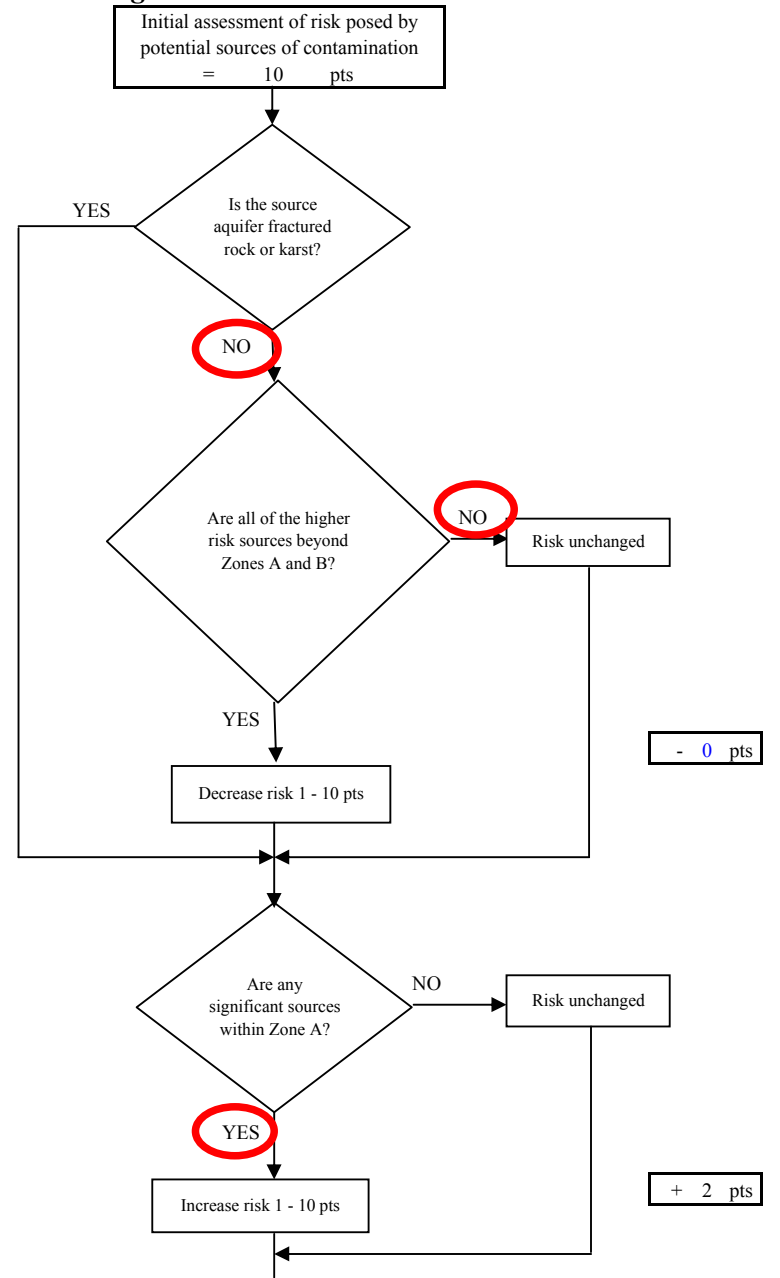 Initial assessment of risk posed by
potential sources of contamination
= 10 pts
YES
Is the source
aquifer fractured
rock or karst?
NO
Are all of the higher
risk sources beyond
Zones A and B?
NO
Risk unchanged
YES
- 0 pts
Decrease risk 1 - 10 pts
Are any
significant sources
within Zone A?
NO
Risk unchanged
YES
+ 2 pts
Increase risk 1 - 10 pts